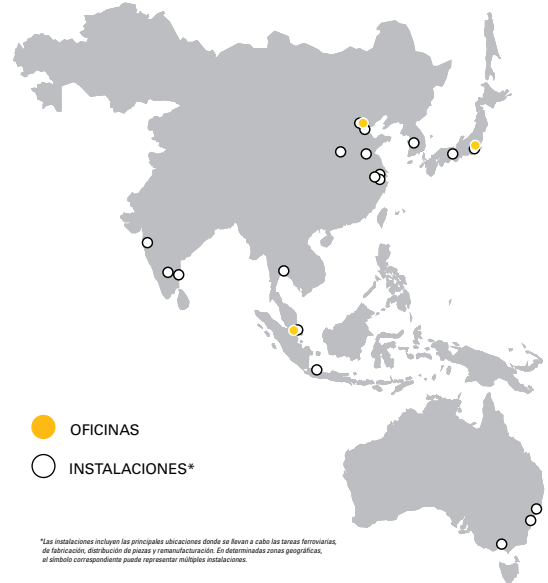 OFICINAS
INSTALACIONES*
*Las instalaciones incluyen las principales ubicaciones donde se llevan a cabo las tareas ferroviarias,
de fabricación, distribución de piezas y remanufacturación. En determinadas zonas geográficas,
el símbolo correspondiente puede representar múltiples instalaciones.